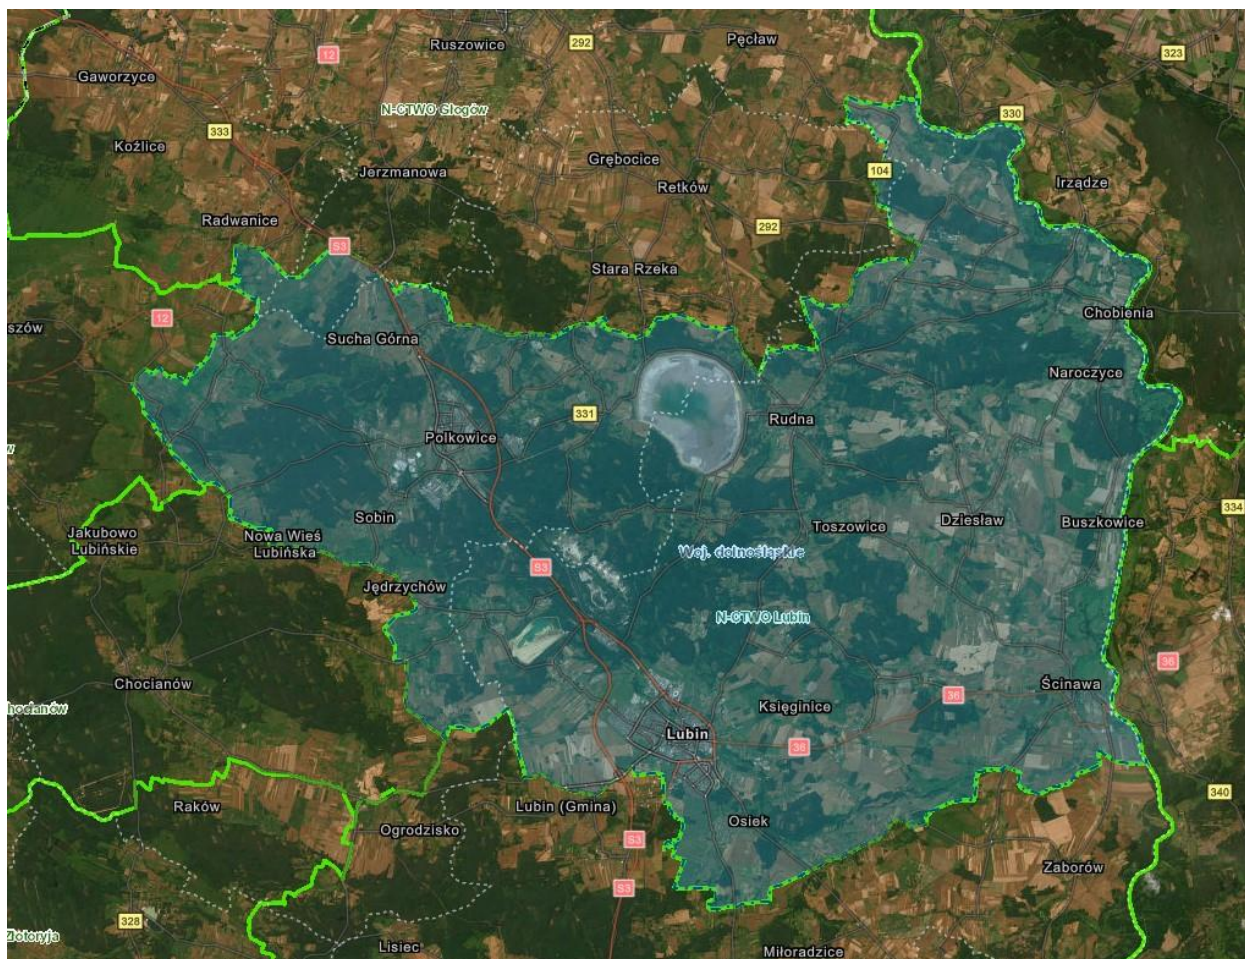 Pęcław
Ruszowice
292
323
12
Gaworzyce
N-CTWO Głogów
330
333
Koźlice
Grębocice
Jerzmanowa
104
Retków
Irządze
Radwanice
292
S3
Stara Rzeka
Chobienia
12
szów
Sucha Górna
Naroczyce
331
Rudna
Polkowice
334
Sobin
Dziesław
Buszkowice
Toszowice
Jakubowo
Lubińskie
Nowa Wieś
Lubińska
Woj. dolnośląskie
S3
Jędrzychów
N-CTWO Lubin
36
Chocianów
Ścinawa
36
Księginice
hocianów
Lubin
36
340
Raków
Lubin (Gmina)
Osiek
Ogrodzisko
S3
Zaborów
S3
328
Złotoryja
Lisiec
Miłoradzice